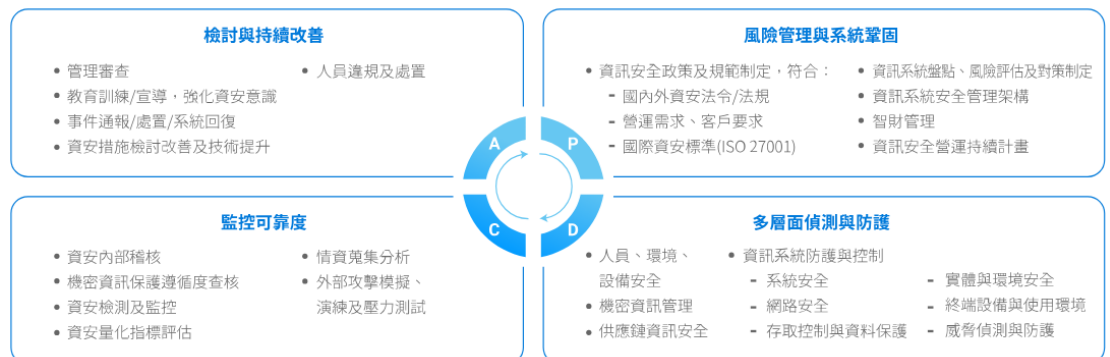 檢討與持續改善
• 管理審查
• 教育訓練/宣導，強化資安意識
• 事件通報/處置/系統回復
• 資安措施檢討改善及技術提升
• 人員違規及處置
風險管理與系統鞏固
• 資訊安全政策及規範制定，符合：
- 國內外資安法令/法規
- 營運需求、客戶要求
- 國際資安標準(ISO 27001)
• 資訊系統盤點、風險評估及對策制定
• 資訊系統安全管理架構
• 智財管理
• 資訊安全營運持續計畫
A
P
C
D
監控可靠度
• 資安內部稽核
• 機密資訊保護遵循度查核
• 資安檢測及監控
• 資安量化指標評估
• 情資蒐集分析
• 外部攻擊模擬、
演練及壓力測試
多層面偵測與防護
• 人員、環境、
設備安全
• 機密資訊管理
• 供應鏈資訊安全
• 資訊系統防護與控制
- 系統安全
- 網路安全
- 存取控制與資料保護
- 實體與環境安全
- 終端設備與使用環境
- 威脅偵測與防護